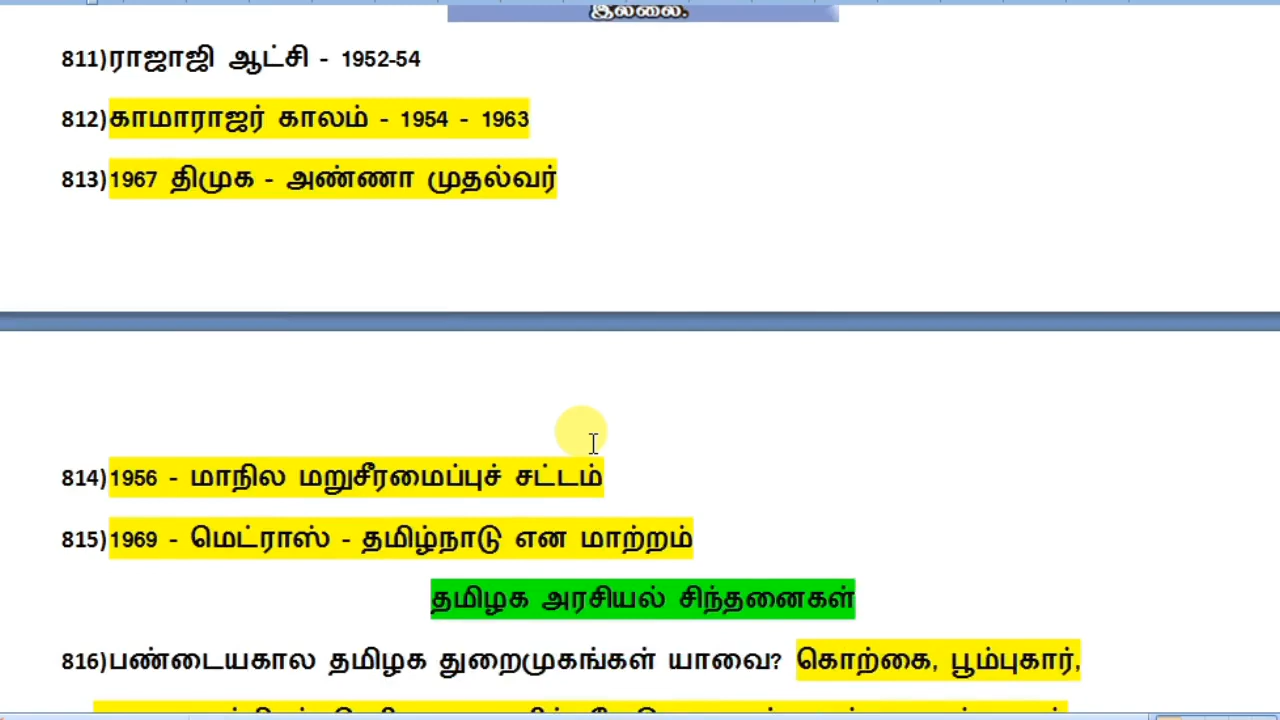 இல்லை.
811)ராஜாஜி ஆட்சி - 1952-54
812)காமாராஜர் காலம் - 1954 - 1963
813)1967 திமுக - அண்ணா முதல்வர்
814)1956 - மாநில மறுசீரமைப்புச் சட்டம்
815)1969 - மெட்ராஸ் - தமிழ்நாடு என மாற்றம்
தமிழக அரசியல் சிந்தனைகள்
816)பண்டையகால தமிழக துறைமுகங்கள் யாவை? கொற்கை, பூம்புகார்,